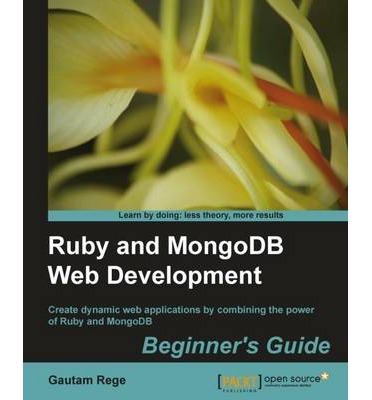 Learn by doing: less theory, more results
Ruby and MongoDB
Web Development
Create dynamic web applications by combining the power
of Ruby and MongoDB
Beginner's Guide
Gautam Rege
[PACKT] open source*
PUBLISHING